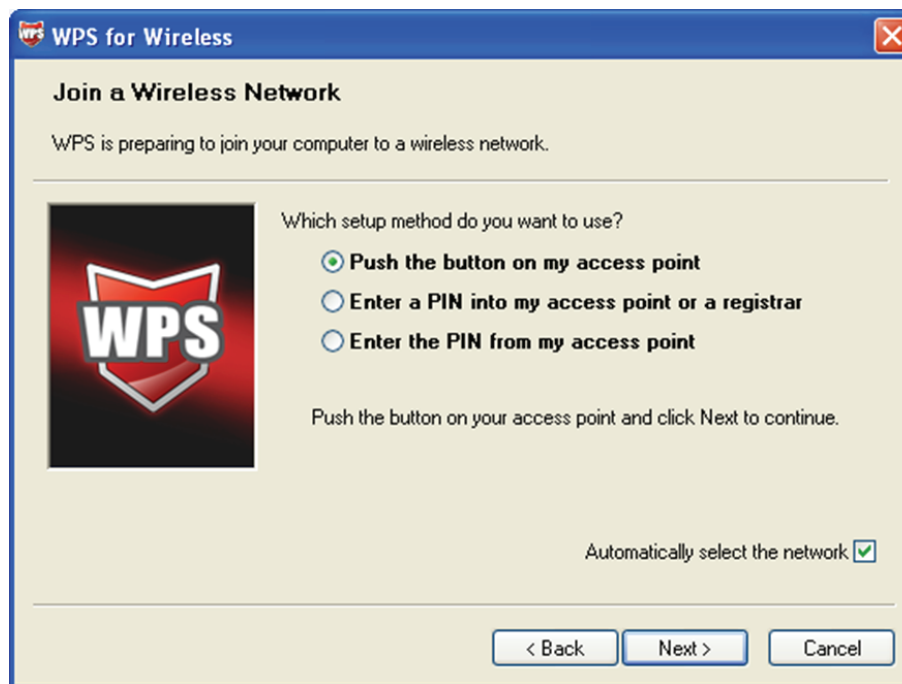 WPS WPS for Wireless
Join a Wireless Network
WPS is preparing to join your computer to a wireless network.
WPS
Which setup method do you want to use?
Push the button on my access point
Enter a PIN into my access point or a registrar
Enter the PIN from my access point
Push the button on your access point and click Next to continue.
Automatically select the network
< Back Next > Cancel